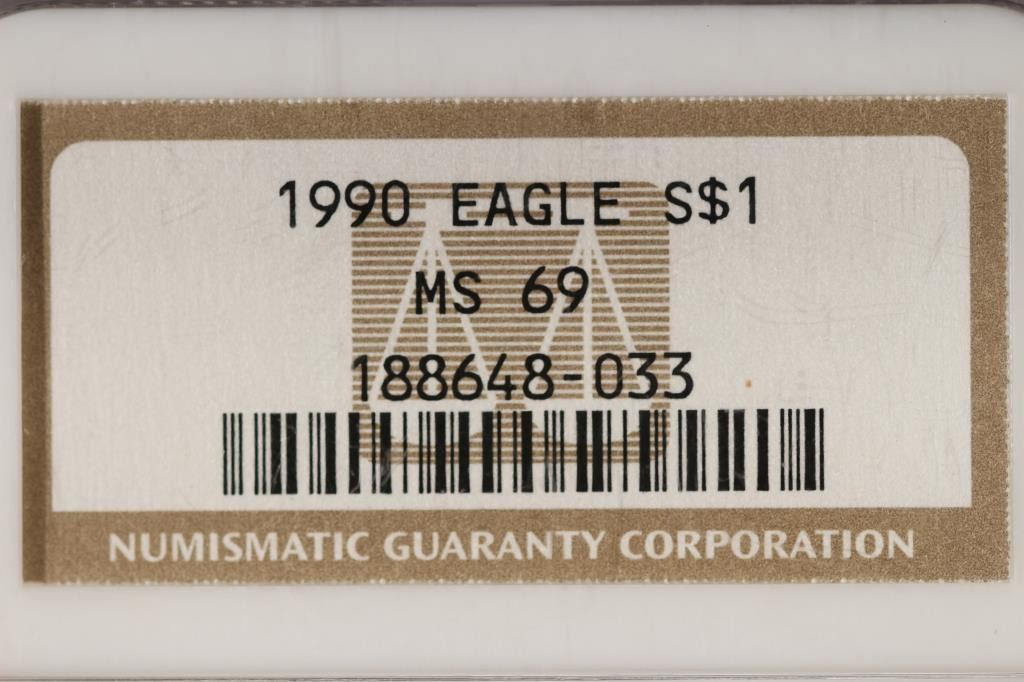 1990 EAGLE S$1
MS 69
188648-033
NUMISMATIC GUARANTY CORPORATION